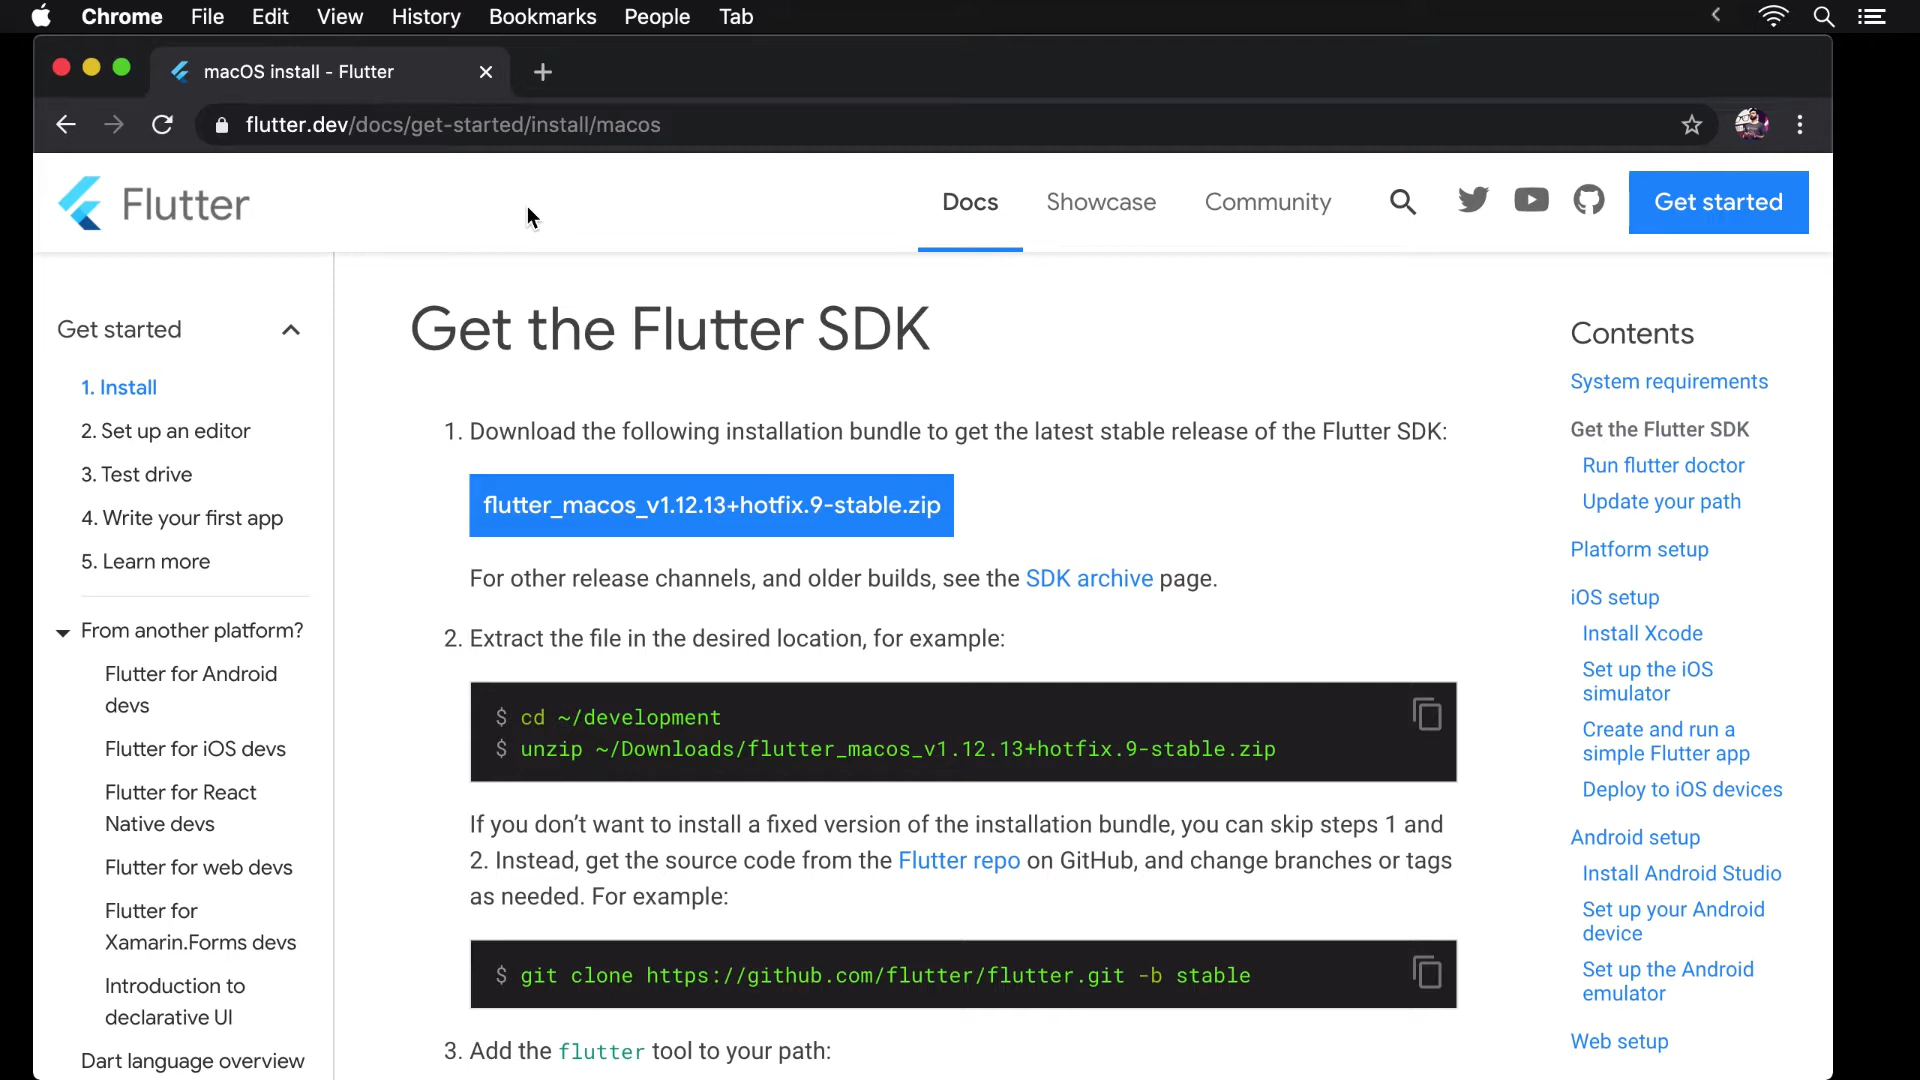 Chrome File Edit View History Bookmarks People Tab
macOS install - Flutter
flutter.dev/docs/get-started/install/macos
Flutter
Docs Showcase Community Get started
Get started
1. Install
2. Set up an editor
3. Test drive
4. Write your first app
5. Learn more
From another platform?
Flutter for Android
devs
Flutter for iOS devs
Flutter for React
Native devs
Flutter for web devs
Flutter for
Xamarin.Forms devs
Introduction to
declarative UI
Dart language overview
Get the Flutter SDK
1. Download the following installation bundle to get the latest stable release of the Flutter SDK:
flutter_macos_v1.12.13+hotfix.9-stable.zip
For other release channels, and older builds, see the SDK archive page.
2. Extract the file in the desired location, for example:
$ cd ~/development
$ unzip ~/Downloads/flutter_macos_v1.12.13+hotfix.9-stable.zip
If you don’t want to install a fixed version of the installation bundle, you can skip steps 1 and
2. Instead, get the source code from the Flutter repo on GitHub, and change branches or tags
as needed. For example:
$ git clone https://github.com/flutter/flutter.git -b stable
3. Add the flutter tool to your path:
Contents
System requirements
Get the Flutter SDK
Run flutter doctor
Update your path
Platform setup
iOS setup
Install Xcode
Set up the iOS
simulator
Create and run a
simple Flutter app
Deploy to iOS devices
Android setup
Install Android Studio
Set up your Android
device
Set up the Android
emulator
Web setup